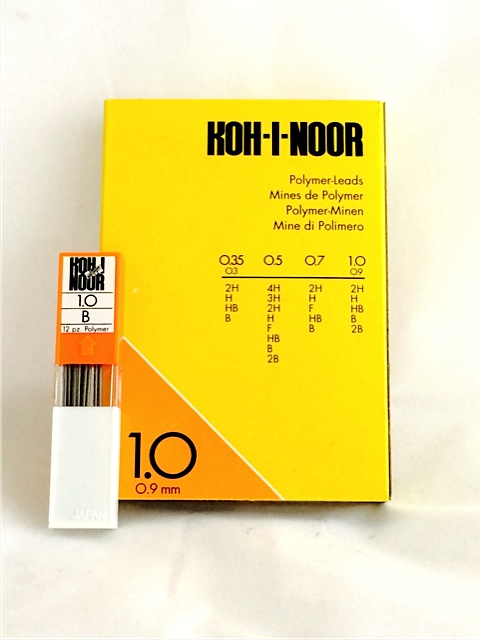 KOH-I-NOOR
Polymer-Leads
Mines de Polymer
Polymer-Minen
Mine di Polimero
0.35 0.5 0.7 1.0
0.3 0.9
2H 4H 2H 2H
H 3H H H
HB 2H F HB
B H HB B
F B 2B
HB
B
2B
1.0
0.9 mm
KOH-I
NOOR
1.0
B
12 pz. Polymer
JAPAN